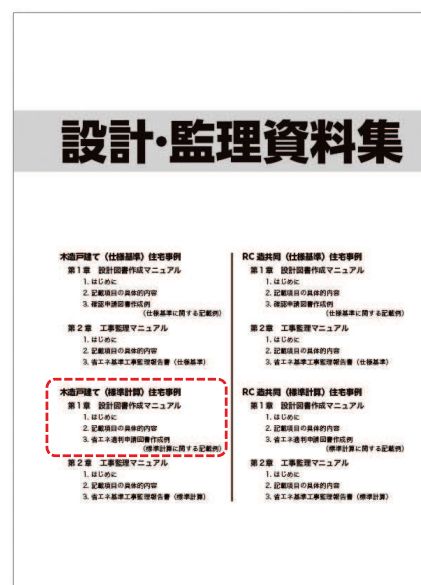 設計・監理資料集
木造戸建て（仕様基準）住宅事例
第1章 設計図書作成マニュアル
1. はじめに
2. 記載項目の具体的内容
3. 確認申請図書作成例
（仕様基準に関する記載例）
第2章 工事監理マニュアル
1. はじめに
2. 記載項目の具体的内容
3. 省エネ基準工事監理報告書（仕様基準）
木造戸建て（標準計算）住宅事例
第1章 設計図書作成マニュアル
1. はじめに
2. 記載項目の具体的内容
3. 省エネ適判申請図書作成例
（標準計算に関する記載例）
第2章 工事監理マニュアル
1. はじめに
2. 記載項目の具体的内容
3. 省エネ基準工事監理報告書（標準計算）
RC造共同（仕様基準）住宅事例
第1章 設計図書作成マニュアル
1. はじめに
2. 記載項目の具体的内容
3. 確認申請図書作成例
（仕様基準に関する記載例）
第2章 工事監理マニュアル
1. はじめに
2. 記載項目の具体的内容
3. 省エネ基準工事監理報告書（仕様基準）
RC造共同（標準計算）住宅事例
第1章 設計図書作成マニュアル
1. はじめに
2. 記載項目の具体的内容
3. 省エネ適判申請図書作成例
（標準計算に関する記載例）
第2章 工事監理マニュアル
1. はじめに
2. 記載項目の具体的内容
3. 省エネ基準工事監理報告書（標準計算）